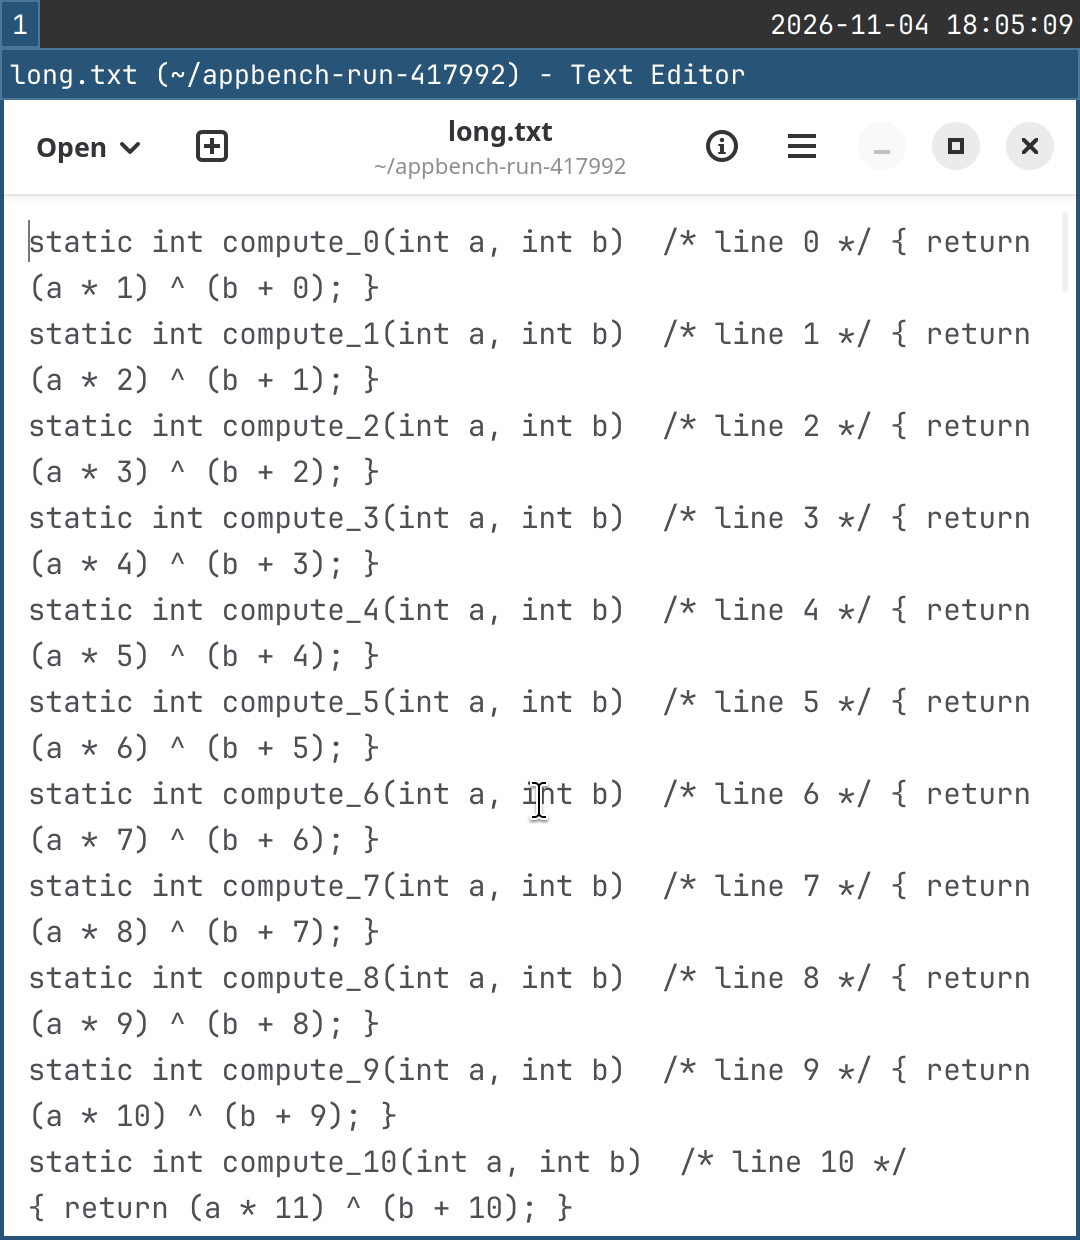 1 2026-11-04 18:05:09
long.txt (~/appbench-run-417992) - Text Editor
Open long.txt
~/appbench-run-417992
static int compute_0(int a, int b)  /* line 0 */ { return
(a * 1) ^ (b + 0); }
static int compute_1(int a, int b)  /* line 1 */ { return
(a * 2) ^ (b + 1); }
static int compute_2(int a, int b)  /* line 2 */ { return
(a * 3) ^ (b + 2); }
static int compute_3(int a, int b)  /* line 3 */ { return
(a * 4) ^ (b + 3); }
static int compute_4(int a, int b)  /* line 4 */ { return
(a * 5) ^ (b + 4); }
static int compute_5(int a, int b)  /* line 5 */ { return
(a * 6) ^ (b + 5); }
static int compute_6(int a, int b)  /* line 6 */ { return
(a * 7) ^ (b + 6); }
static int compute_7(int a, int b)  /* line 7 */ { return
(a * 8) ^ (b + 7); }
static int compute_8(int a, int b)  /* line 8 */ { return
(a * 9) ^ (b + 8); }
static int compute_9(int a, int b)  /* line 9 */ { return
(a * 10) ^ (b + 9); }
static int compute_10(int a, int b)  /* line 10 */
{ return (a * 11) ^ (b + 10); }